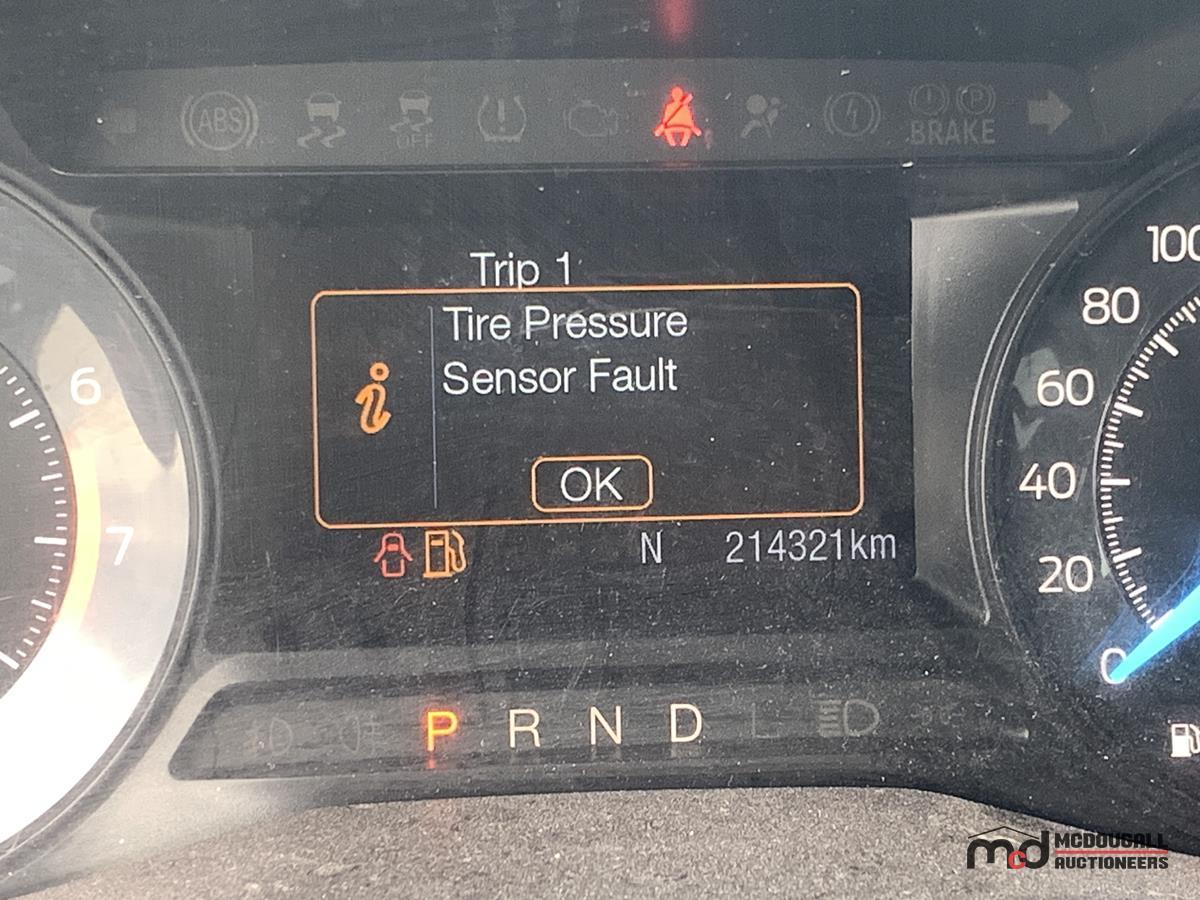 ABS
OFF
BRAKE
P
Trip 1
Tire Pressure
Sensor Fault
OK
N 214321km
6
7
100
80
60
40
20
0
P R N D L
mcd MCDOUGALL
AUCTIONEERS